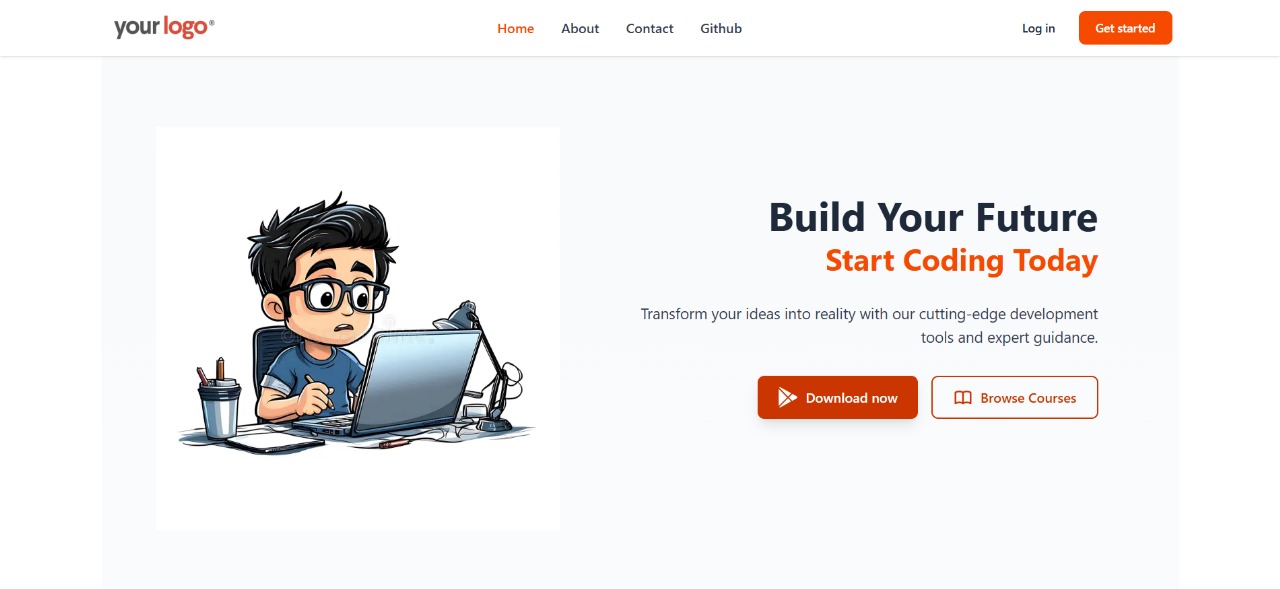 your logo®
Home About Contact Github
Log in Get started
Build Your Future
Start Coding Today
Transform your ideas into reality with our cutting-edge development
tools and expert guidance.
Download now Browse Courses